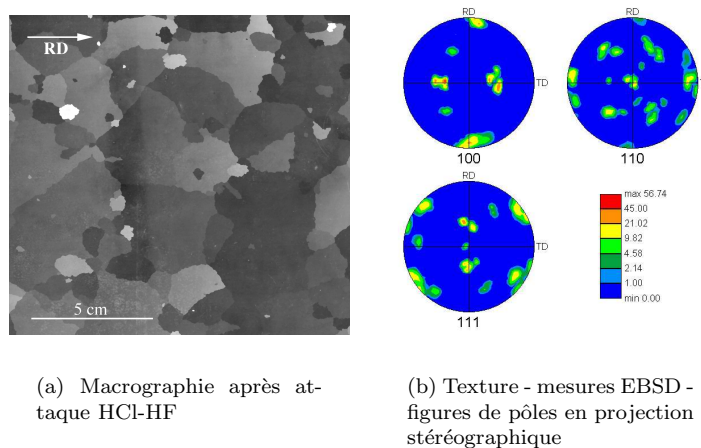 RD
5 cm
RD
TD
100
RD
TD
110
RD
TD
111
max 56.74
45.00
21.02
9.82
4.58
2.14
1.00
min 0.00
(a) Macrographie après at-
taque HCl-HF
(b) Texture - mesures EBSD -
figures de pôles en projection
stéréographique